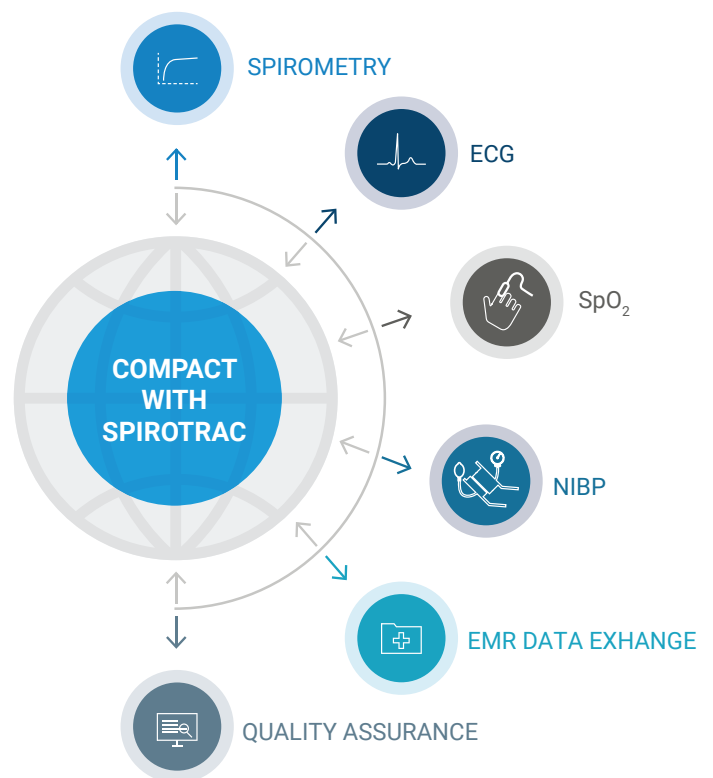 SPIROMETRY
ECG
SpO₂
COMPACT
WITH
SPIROTRAC
NIBP
EMR DATA EXHANGE
QUALITY ASSURANCE